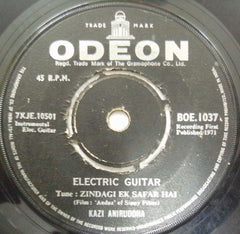 TRADE MARK
ODEON
Regd. Trade Mark of The Gramophone Co., Ltd.
45 R.P.M.
7XJE.10501
Instrumental
Elec. Guitar
BOE.1037
Recording First
Published 1971
ELECTRIC GUITAR
Tune: ZINDAGI EK SAFAR HAI
(Film: 'Andaz' of Sippy Films)
KAZI ANIRUDDHA